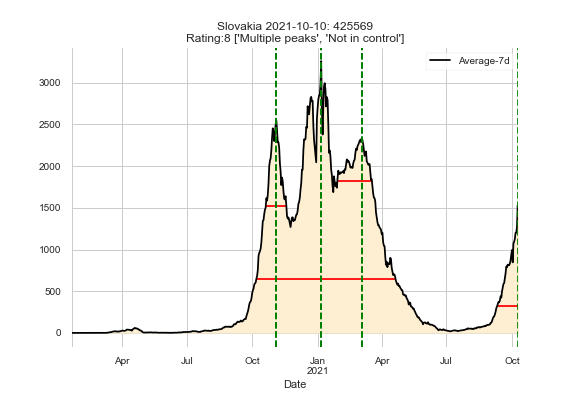 Slovakia 2021-10-10: 425569
Rating:8 ['Multiple peaks', 'Not in control']
Average-7d
3000
2500
2000
1500
1000
500
0
Apr Jul Oct Jan Apr Jul Oct
2021
Date